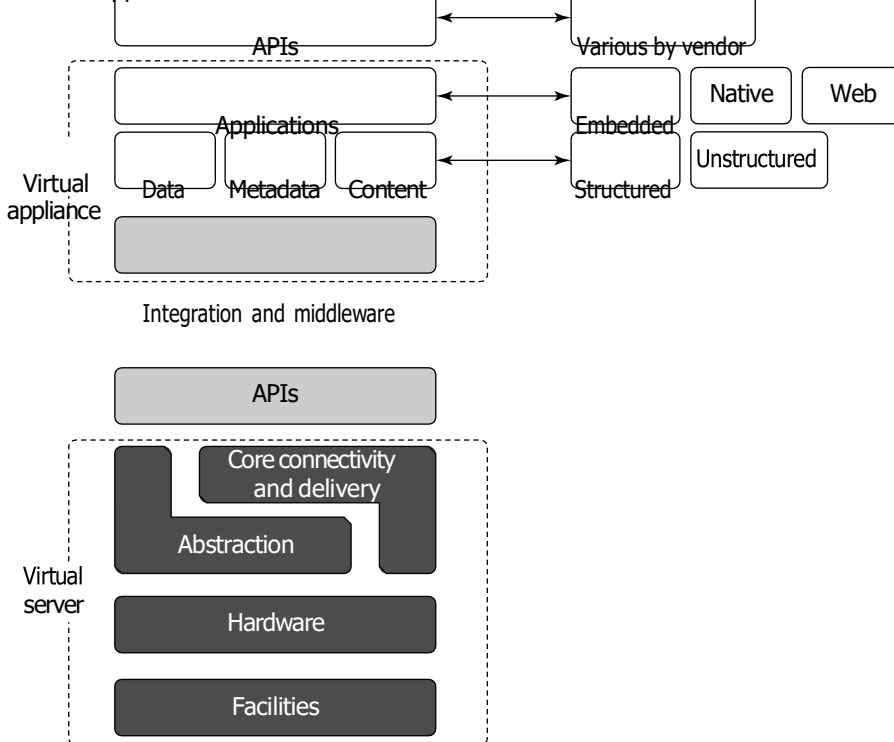 APIs
Various by vendor
Applications
Embedded
Native
Web
Data
Metadata
Content
Structured
Unstructured
Virtual
appliance
Integration and middleware
APIs
Core connectivity
and delivery
Abstraction
Virtual
server
Hardware
Facilities